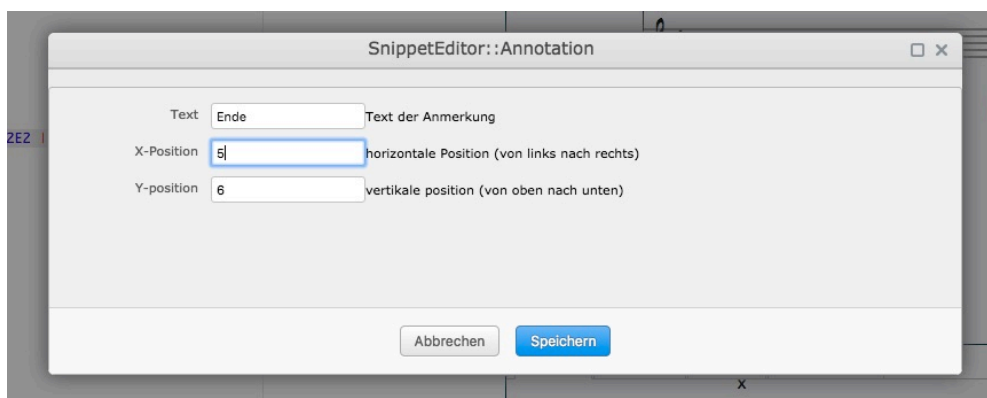 SnippetEditor::Annotation
Text Ende Text der Anmerkung
2E2 |
X-Position 5 horizontale Position (von links nach rechts)
Y-position 6 vertikale position (von oben nach unten)
Abbrechen Speichern
x